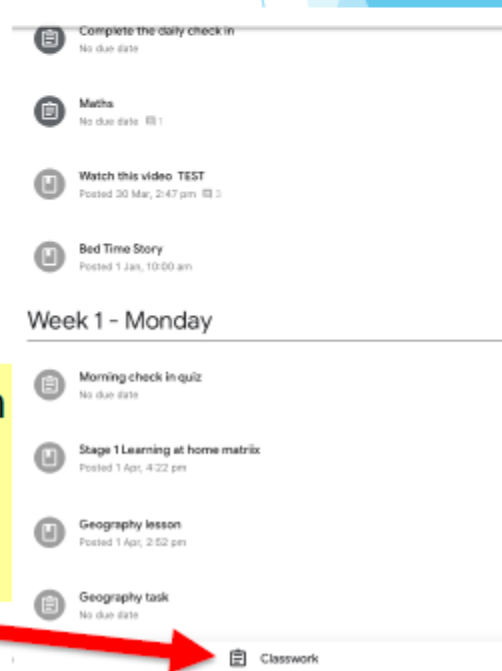 Complete the daily check in
No due date
Maths
No due date 1
Watch this video TEST
Posted 30 Mar, 2:47 pm 3
Bed Time Story
Posted 1 Jan, 10:00 am
Week 1 - Monday
Morning check in quiz
No due date
Stage 1 Learning at home matriix
Posted 1 Apr, 4:22 pm
Geography lesson
Posted 1 Apr, 2:52 pm
Geography task
No due date
Classwork